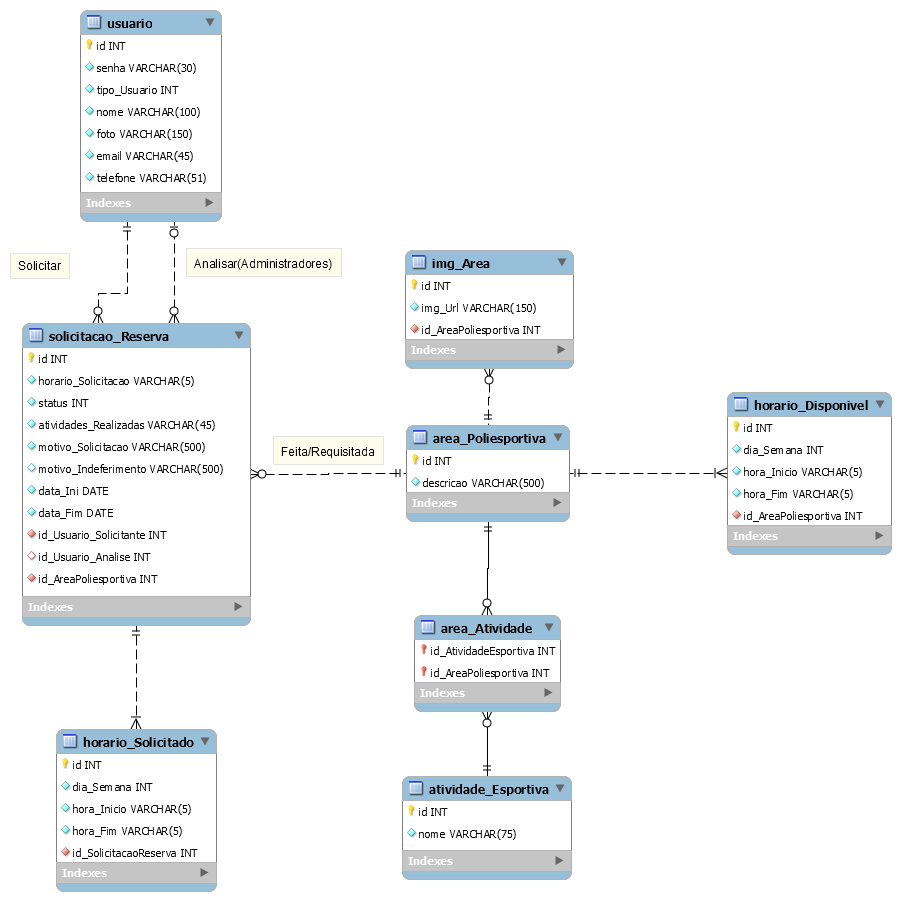 usuario
id INT
senha VARCHAR(30)
tipo_Usuario INT
nome VARCHAR(100)
foto VARCHAR(150)
email VARCHAR(45)
telefone VARCHAR(51)
Indexes
Solicitar
Analisar(Administradores)
solicitacao_Reserva
id INT
horario_Solicitacao VARCHAR(5)
status INT
atividades_Realizadas VARCHAR(45)
motivo_Solicitacao VARCHAR(500)
motivo_Indeferimento VARCHAR(500)
data_Ini DATE
data_Fim DATE
id_Usuario_Solicitante INT
id_Usuario_Analise INT
id_AreaPoliesportiva INT
Indexes
Feita/Requisitada
img_Area
id INT
img_Url VARCHAR(150)
id_AreaPoliesportiva INT
Indexes
area_Poliesportiva
id INT
descricao VARCHAR(500)
Indexes
horario_Disponivel
id INT
dia_Semana INT
hora_Inicio VARCHAR(5)
hora_Fim VARCHAR(5)
id_AreaPoliesportiva INT
Indexes
area_Atividade
id_AtividadeEsportiva INT
id_AreaPoliesportiva INT
Indexes
horario_Solicitado
id INT
dia_Semana INT
hora_Inicio VARCHAR(5)
hora_Fim VARCHAR(5)
id_SolicitacaoReserva INT
Indexes
atividade_Esportiva
id INT
nome VARCHAR(75)
Indexes